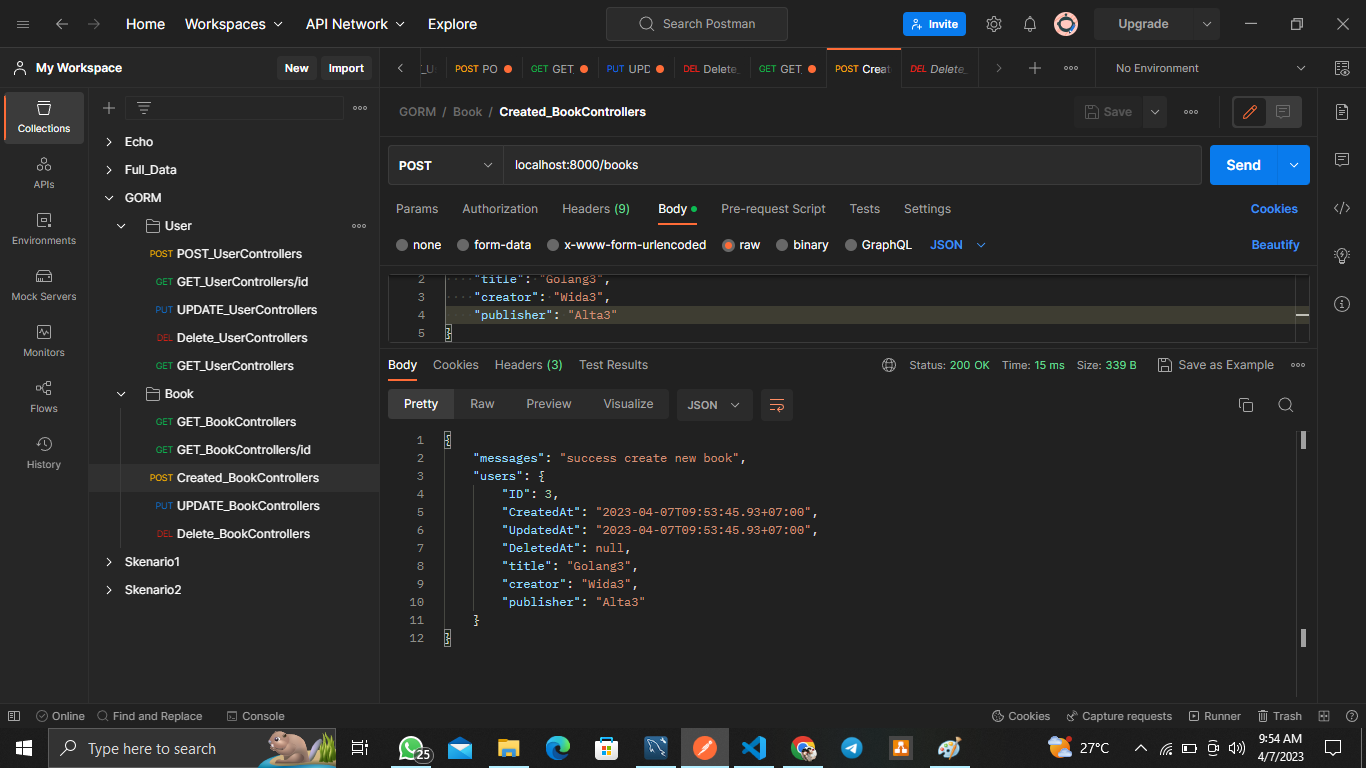 Home Workspaces API Network Explore Search Postman Invite Upgrade
My Workspace New Import POST PO GET GET UPD PUT DEL Delete_ GET GET POST Creat DEL Delete_ No Environment
Collections
APIs
Environments
Mock Servers
Monitors
Flows
History
Echo
Full_Data
GORM
User
POST POST_UserControllers
GET GET_UserControllers/id
PUT UPDATE_UserControllers
DEL Delete_UserControllers
GET GET_UserControllers
Book
GET GET_BookControllers
GET GET_BookControllers/id
POST Created_BookControllers
PUT UPDATE_BookControllers
DEL Delete_BookControllers
Skenario1
Skenario2
GORM / Book / Created_BookControllers Save
POST localhost:8000/books Send
Params Authorization Headers (9) Body Pre-request Script Tests Settings Cookies
none form-data x-www-form-urlencoded raw binary GraphQL JSON Beautify
2 "title": "Golang3",
3 "creator": "Wida3",
4 "publisher": "Alta3"
5 }
Body Cookies Headers (3) Test Results Status: 200 OK Time: 15 ms Size: 339 B Save as Example
Pretty Raw Preview Visualize JSON
1 {
2 "messages": "success create new book",
3 "users": {
4 "ID": 3,
5 "CreatedAt": "2023-04-07T09:53:45.93+07:00",
6 "UpdatedAt": "2023-04-07T09:53:45.93+07:00",
7 "DeletedAt": null,
8 "title": "Golang3",
9 "creator": "Wida3",
10 "publisher": "Alta3"
11 }
12 }
Online Find and Replace Console Cookies Capture requests Runner Trash
Type here to search 25 27°C 9:54 AM
4/7/2023